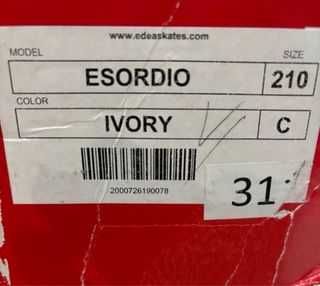 www.edeaskates.com
MODEL SIZE
ESORDIO 210
COLOR
IVORY C
2000726190078
31